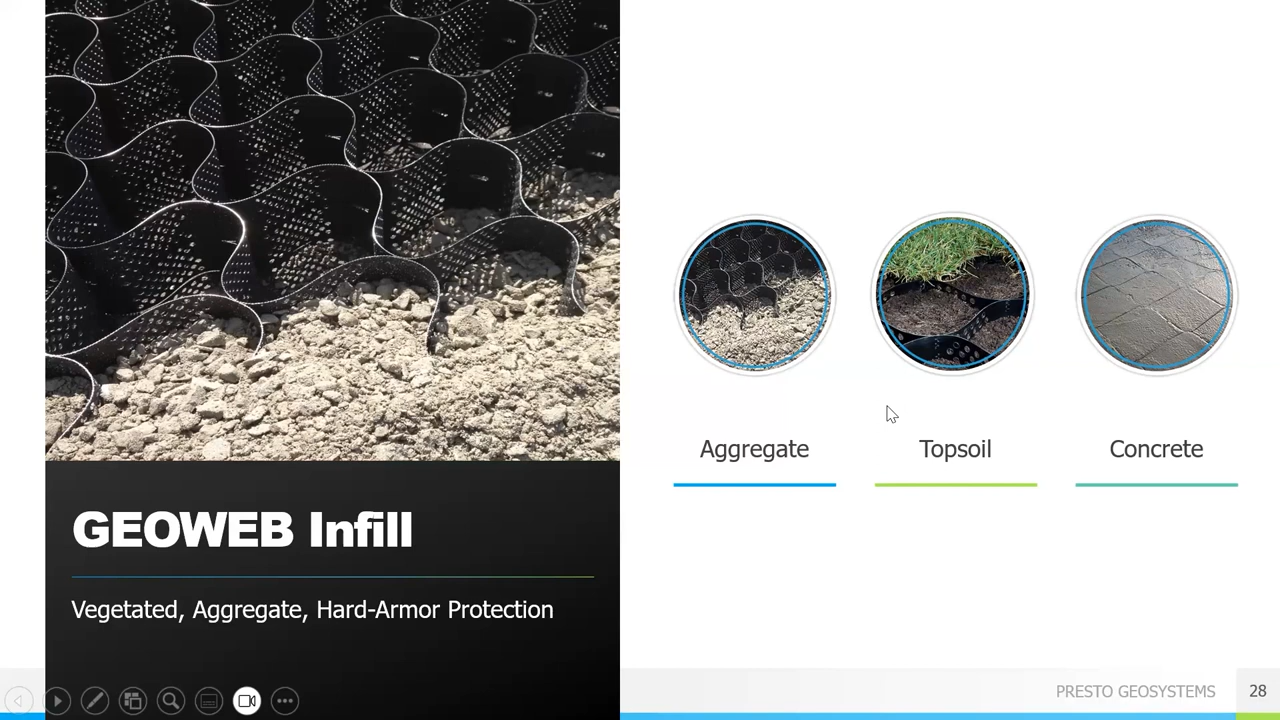 GEOWEB Infill
Vegetated, Aggregate, Hard-Armor Protection
Aggregate
Topsoil
Concrete
PRESTO GEOSYSTEMS
28